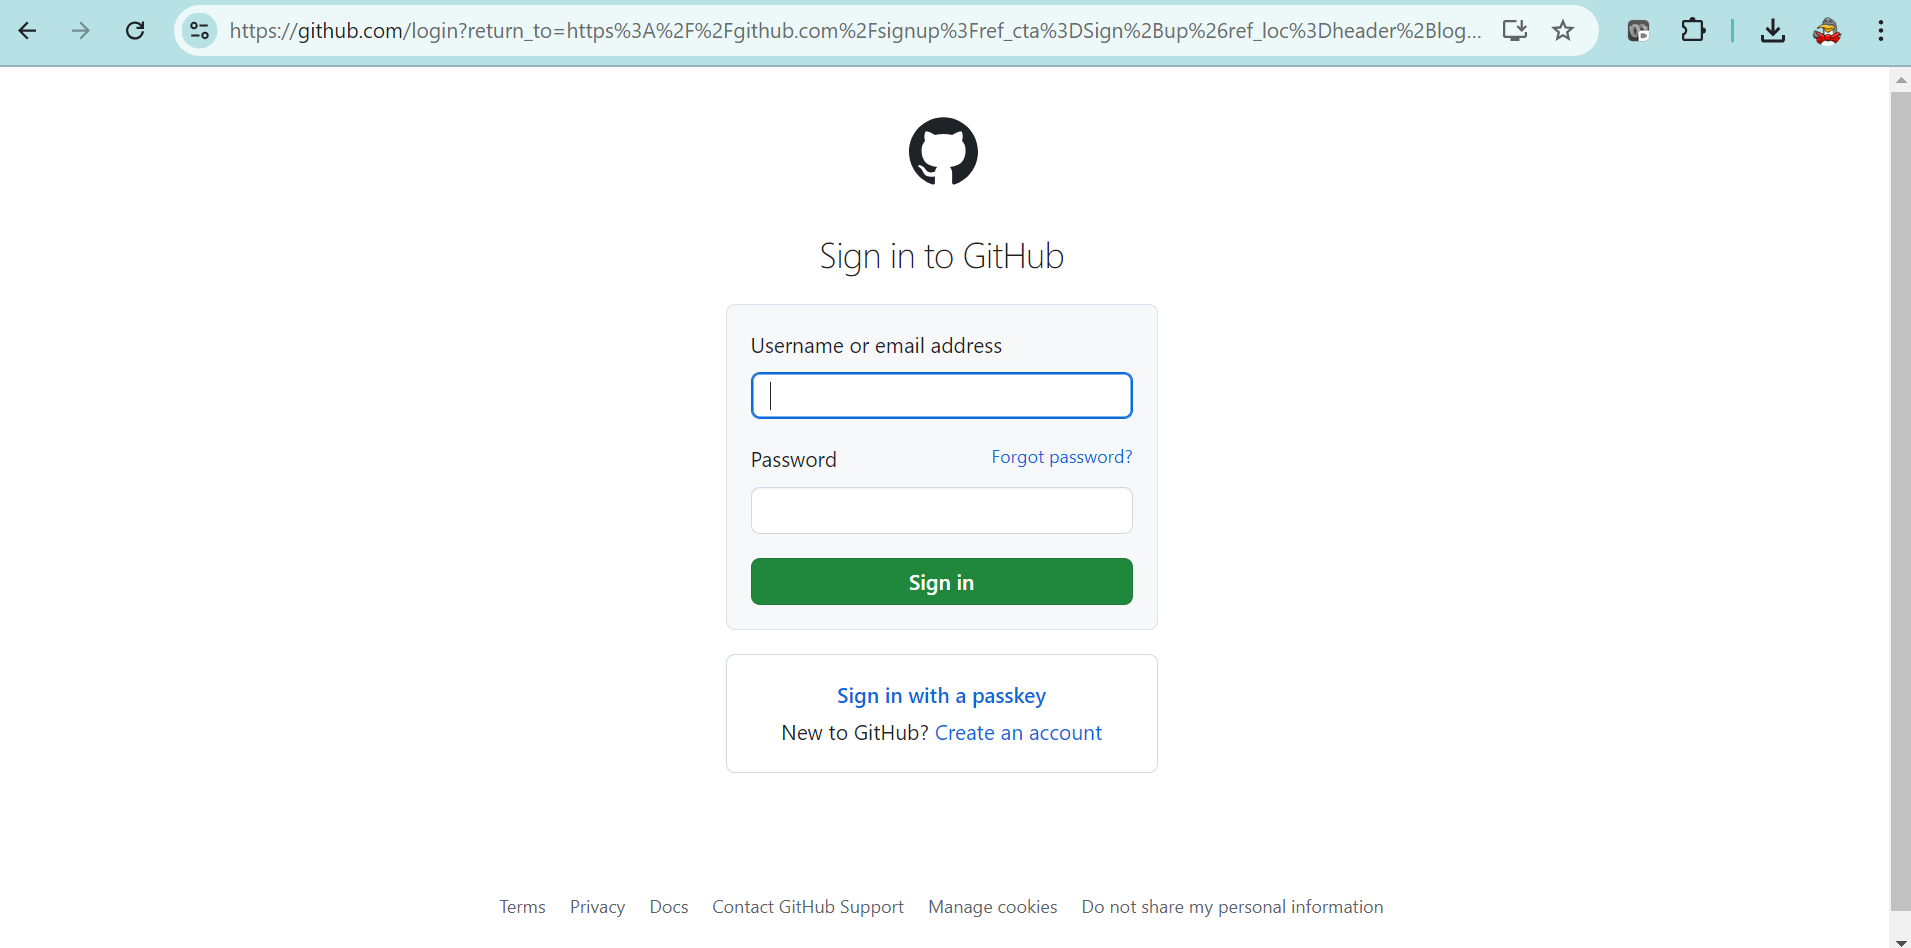 https://github.com/login?return_to=https%3A%2F%2Fgithub.com%2Fsignup%3Fref_cta%3DSign%2Bup%26ref_loc%3Dheader%2Blog...
Sign in to GitHub
Username or email address
Password Forgot password?
Sign in
Sign in with a passkey
New to GitHub? Create an account
Terms Privacy Docs Contact GitHub Support Manage cookies Do not share my personal information